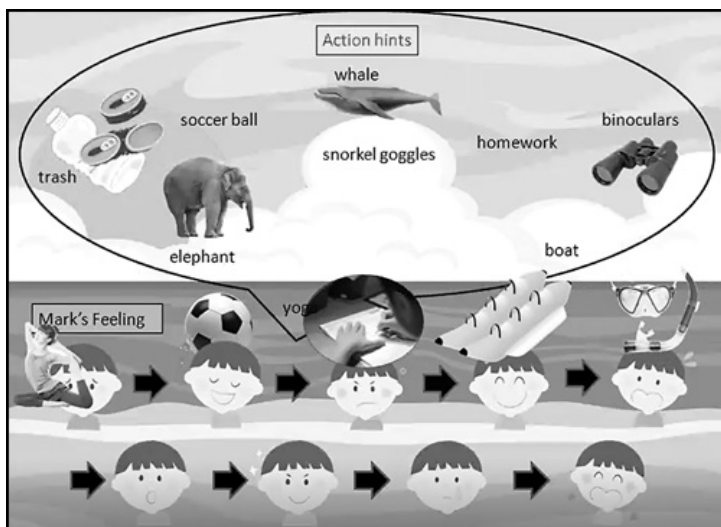 Action hints
whale
soccer ball
binoculars
homework
snorkel goggles
trash
elephant
boat
Mark's Feeling